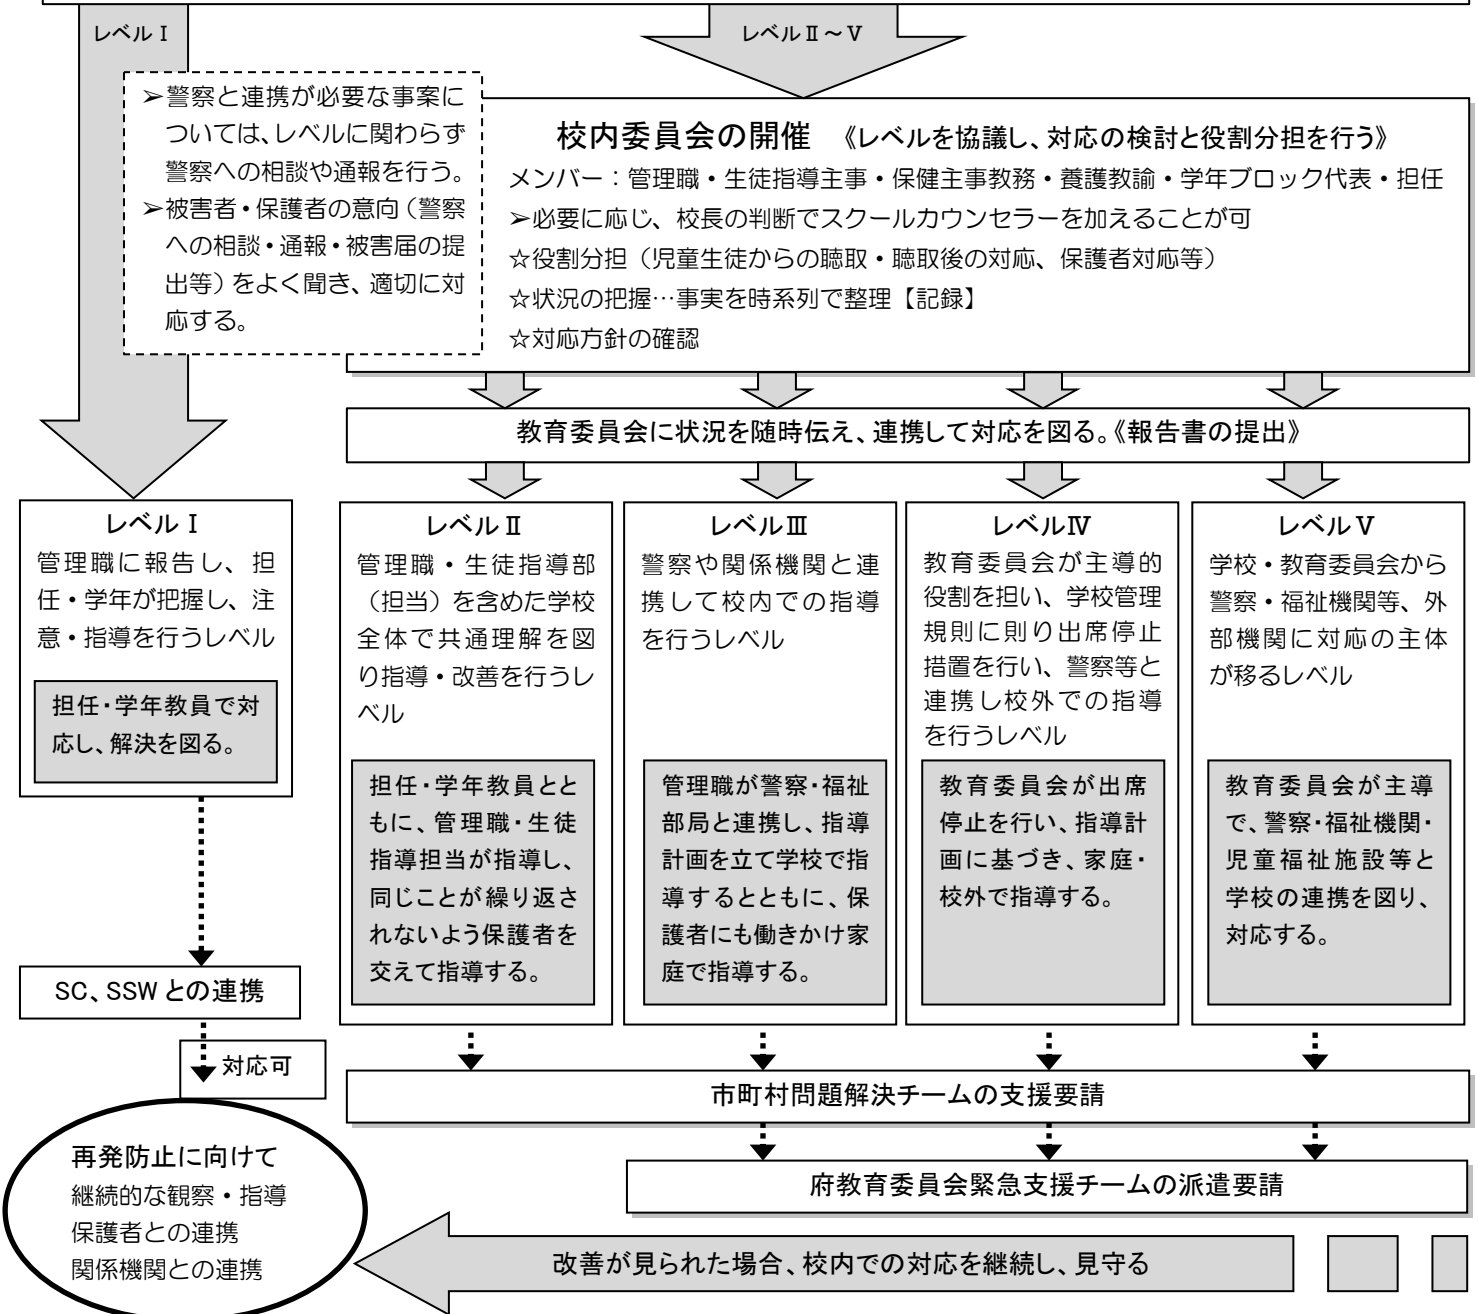 レベルⅠ
レベルⅡ～Ⅴ
➢警察と連携が必要な事案に
ついては、レベルに関わらず
警察への相談や通報を行う。
➢被害者・保護者の意向（警察
への相談・通報・被害届の提
出等）をよく聞き、適切に対
応する。
校内委員会の開催 《レベルを協議し、対応の検討と役割分担を行う》
メンバー：管理職・生徒指導主事・保健主事教務・養護教諭・学年ブロック代表・担任
➢必要に応じ、校長の判断でスクールカウンセラーを加えることが可
☆役割分担（児童生徒からの聴取・聴取後の対応、保護者対応等）
☆状況の把握…事実を時系列で整理【記録】
☆対応方針の確認
教育委員会に状況を随時伝え、連携して対応を図る。《報告書の提出》
レベルⅠ
管理職に報告し、担
任・学年が把握し、注
意・指導を行うレベル
担任・学年教員で対
応し、解決を図る。
レベルⅡ
管理職・生徒指導部
（担当）を含めた学校
全体で共通理解を図
り指導・改善を行うレ
ベル
担任・学年教員とと
もに、管理職・生徒
指導担当が指導し、
同じことが繰り返さ
れないよう保護者を
交えて指導する。
レベルⅢ
警察や関係機関と連
携して校内での指導
を行うレベル
管理職が警察・福祉
部局と連携し、指導
計画を立て学校で指
導するとともに、保
護者にも働きかけ家
庭で指導する。
レベルⅣ
教育委員会が主導的
役割を担い、学校管理
規則に則り出席停止
措置を行い、警察等と
連携し校外での指導
を行うレベル
教育委員会が出席
停止を行い、指導計
画に基づき、家庭・
校外で指導する。
レベルⅤ
学校・教育委員会から
警察・福祉機関等、外
部機関に対応の主体
が移るレベル
教育委員会が主導
で、警察・福祉機関・
児童福祉施設等と
学校の連携を図り、
対応する。
SC、SSWとの連携
対応可
市町村問題解決チームの支援要請
府教育委員会緊急支援チームの派遣要請
再発防止に向けて
継続的な観察・指導
保護者との連携
関係機関との連携
改善が見られた場合、校内での対応を継続し、見守る